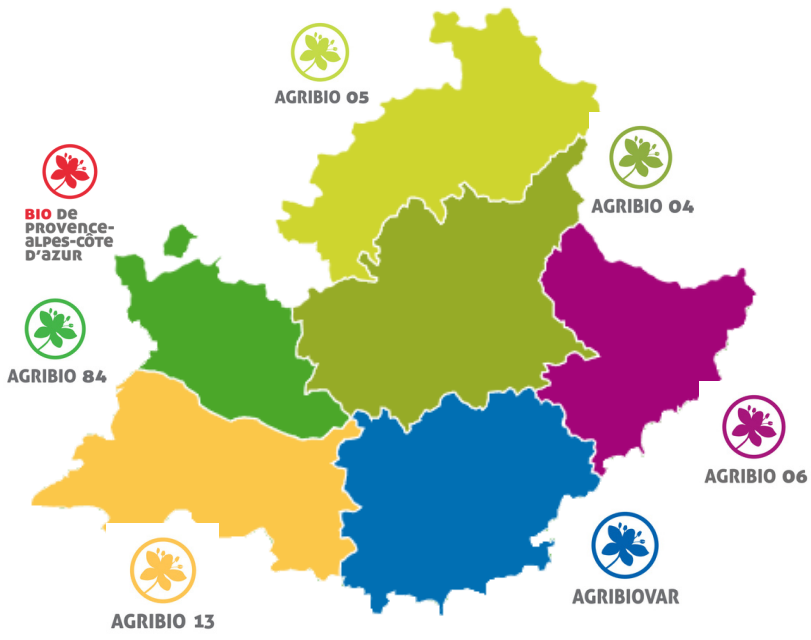 AGRIBIO 05
AGRIBIO 04
BIO de
PROVENCE-
ALPES-CÔTE
D'AZUR
AGRIBIO 84
AGRIBIO 06
AGRIBIOVAR
AGRIBIO 13